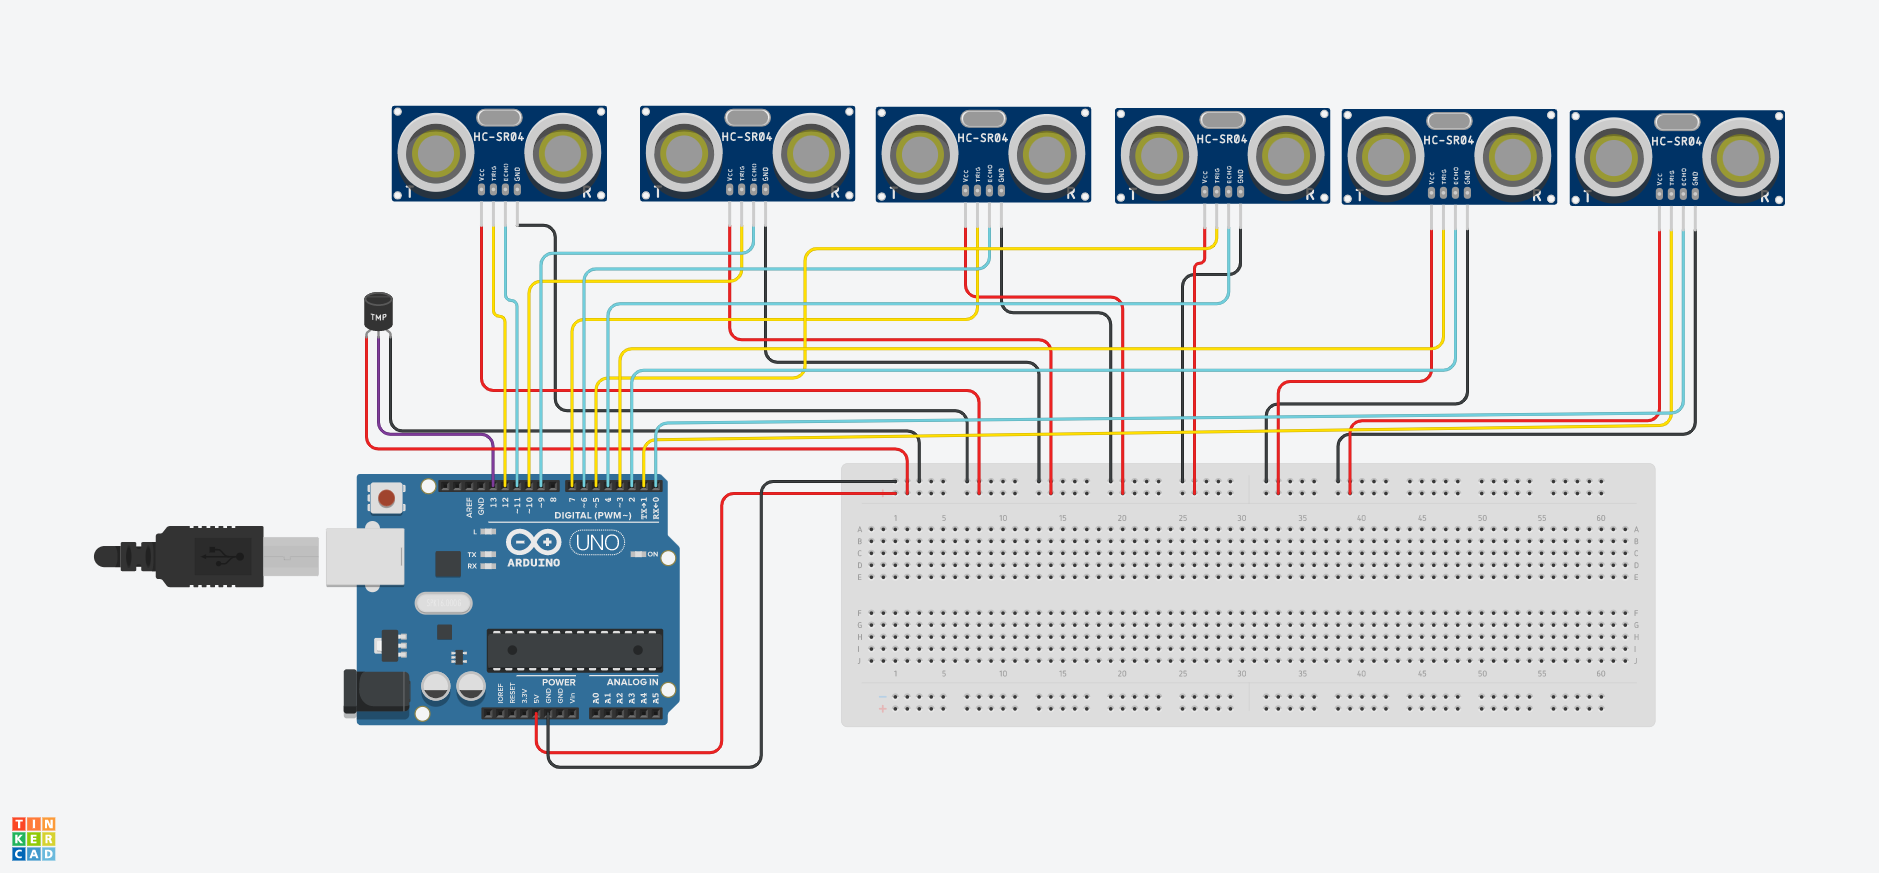 HC-SR04 HC-SR04 HC-SR04 HC-SR04 HC-SR04 HC-SR04
VCC TRIG ECHO GND VCC TRIG ECHO GND VCC TRIG ECHO GND VCC TRIG ECHO GND VCC TRIG ECHO GND VCC TRIG ECHO GND
T R T R T R T R T R T R
TMP
AREF GND 13 12 ~11 ~10 ~9 8 7 ~6 ~5 4 ~3 2 TX→1 RX←0
DIGITAL (PWM~)
L
TX
RX
UNO
ON
ARDUINO
POWER
ANALOG IN
IOREF RESET 3.3V 5V GND GND Vin A0 A1 A2 A3 A4 A5
1 5 10 15 20 25 30 35 40 45 50 55 60
A A
B B
C C
D D
E E
F F
G G
H H
I I
J J
1 5 10 15 20 25 30 35 40 45 50 55 60
−
+
TIN
KER
CAD